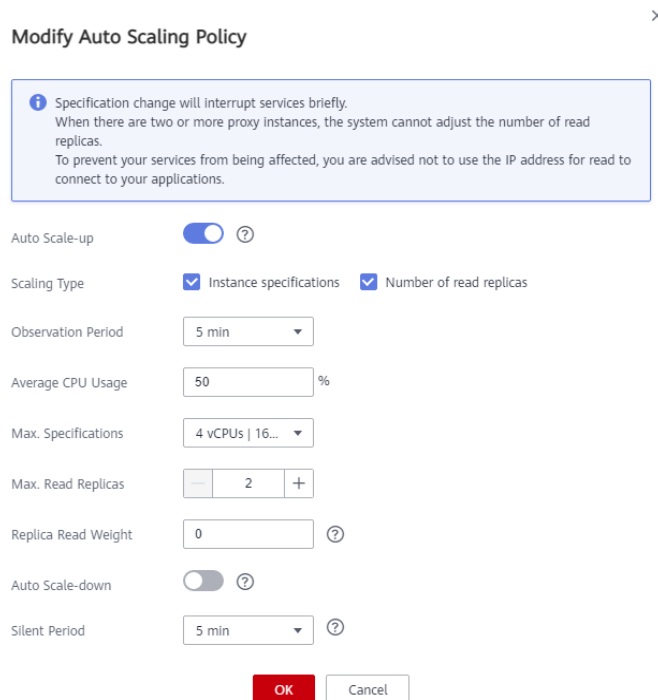 Modify Auto Scaling Policy
Specification change will interrupt services briefly.
When there are two or more proxy instances, the system cannot adjust the number of read
replicas.
To prevent your services from being affected, you are advised not to use the IP address for read to
connect to your applications.
Auto Scale-up ?
Scaling Type Instance specifications Number of read replicas
Observation Period 5 min
Average CPU Usage 50 %
Max. Specifications 4 vCPUs | 16...
Max. Read Replicas — 2 +
Replica Read Weight 0 ?
Auto Scale-down ?
Silent Period 5 min ?
OK Cancel